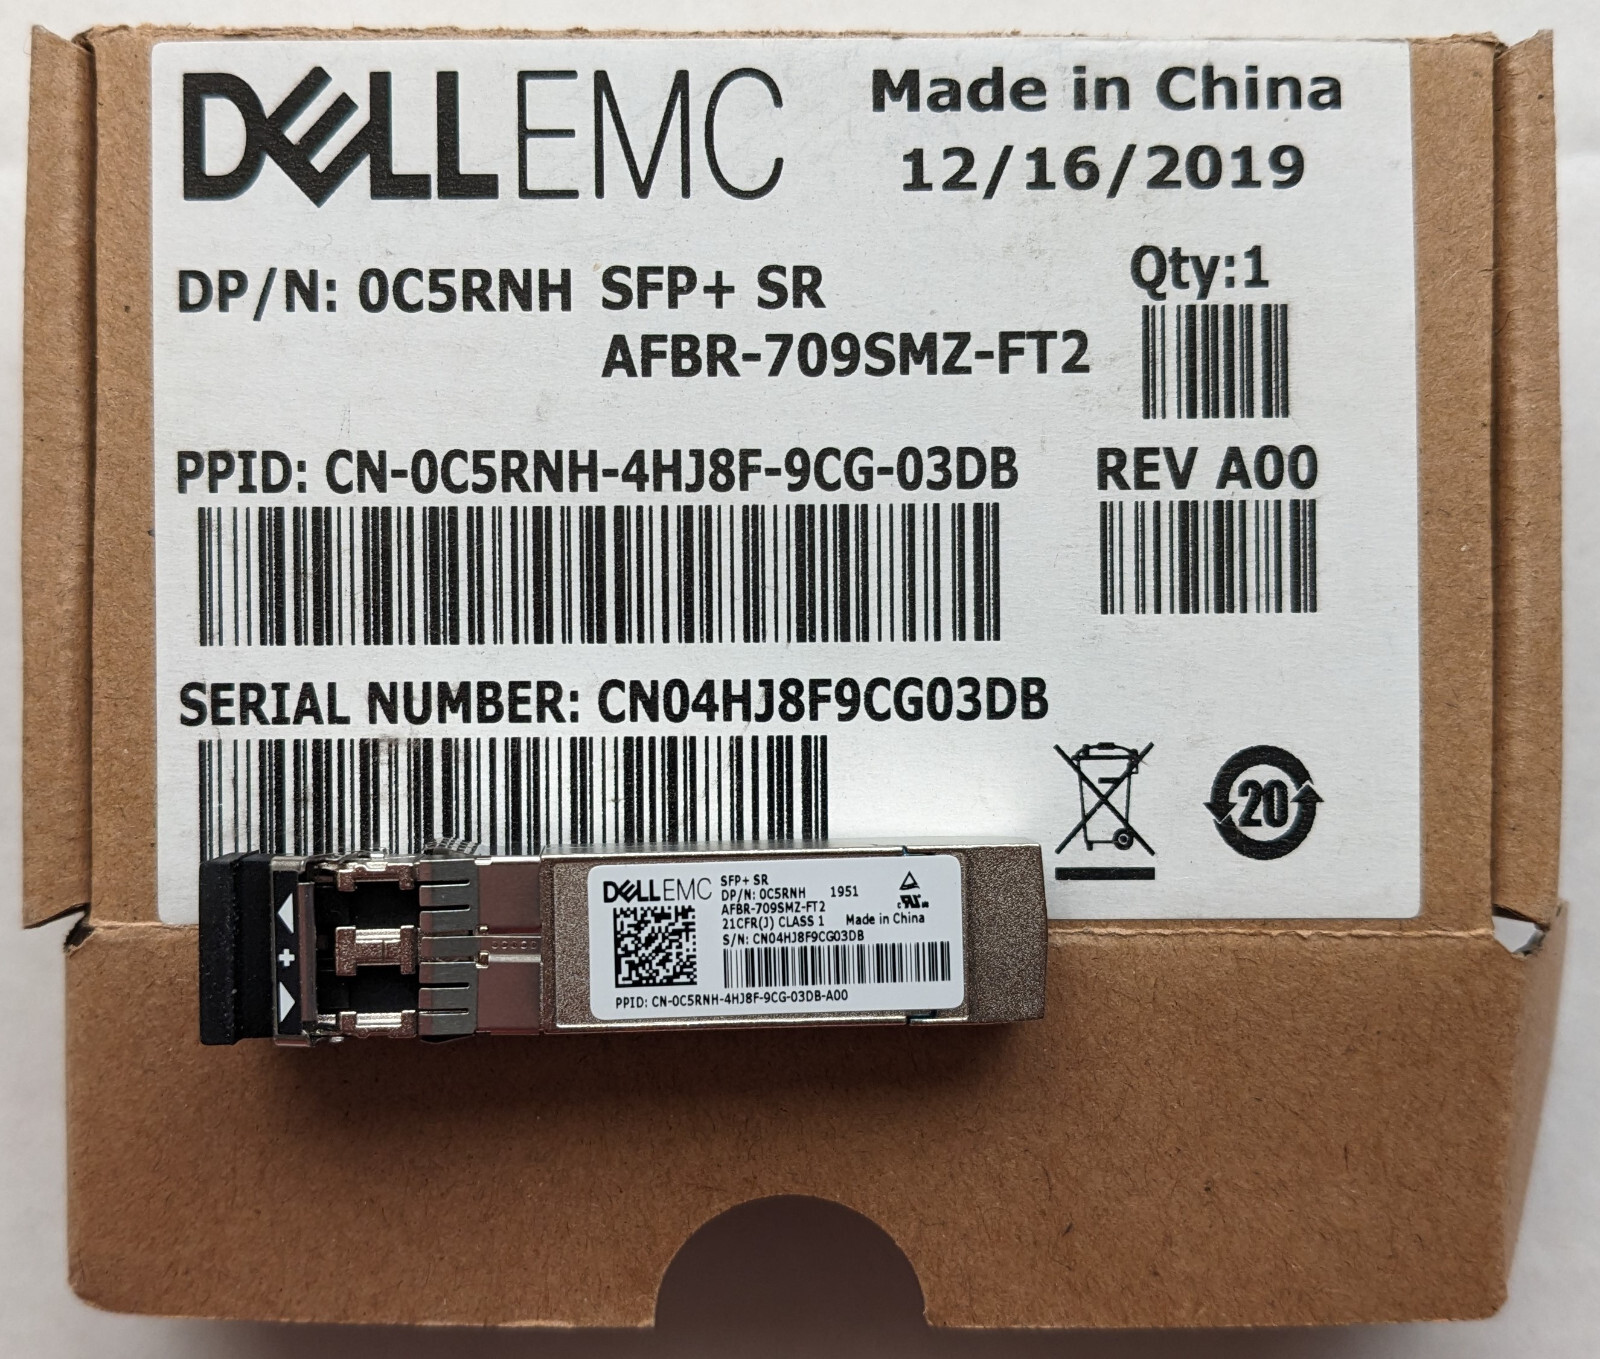 DELLEMC
Made in China
12/16/2019
DP/N: 0C5RNH SFP+ SR
AFBR-709SMZ-FT2
Qty:1
PPID: CN-0C5RNH-4HJ8F-9CG-03DB
REV A00
SERIAL NUMBER: CN04HJ8F9CG03DB
20
DELLEMC
SFP+ SR
DP/N: 0C5RNH 1951
AFBR-709SMZ-FT2
21CFR(J) CLASS 1 Made in China
S/N: CN04HJ8F9CG03DB
PPID: CN-0C5RNH-4HJ8F-9CG-03DB-A00